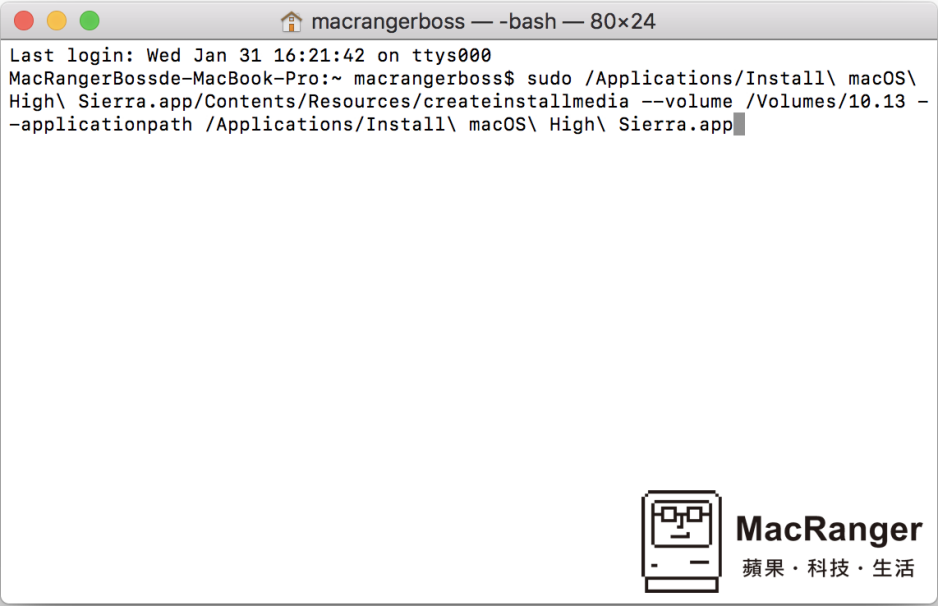 macrangerboss — -bash — 80×24
Last login: Wed Jan 31 16:21:42 on ttys000
MacRangerBossde-MacBook-Pro:~ macrangerboss$ sudo /Applications/Install\ macOS\ 
High\ Sierra.app/Contents/Resources/createinstallmedia --volume /Volumes/10.13 -
-applicationpath /Applications/Install\ macOS\ High\ Sierra.app
MacRanger
蘋果・科技・生活